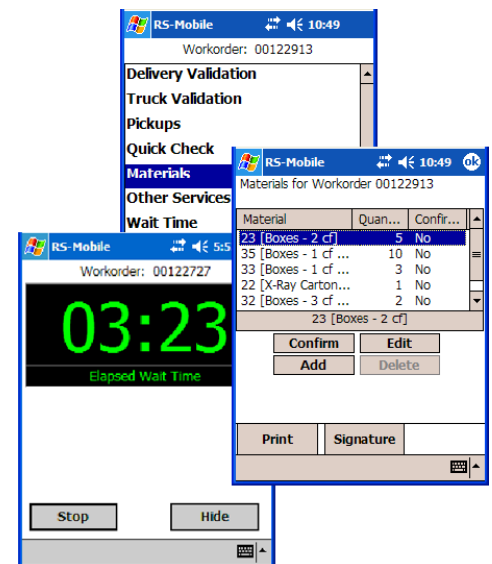 RS-Mobile 10:49
Workorder: 00122913
Delivery Validation
Truck Validation
Pickups
Quick Check
Materials
Other Services
Wait Time
RS-Mobile 10:49 ok
Materials for Workorder 00122913
Material Quan... Confir...
23 [Boxes - 2 cf] 5 No
35 [Boxes - 1 cf ... 10 No
33 [Boxes - 1 cf ... 3 No
22 [X-Ray Carton... 1 No
32 [Boxes - 3 cf ... 2 No
23 [Boxes - 2 cf]
Confirm Edit
Add Delete
Print Signature
RS-Mobile 5:5
Workorder: 00122727
03:23
Elapsed Wait Time
Stop Hide